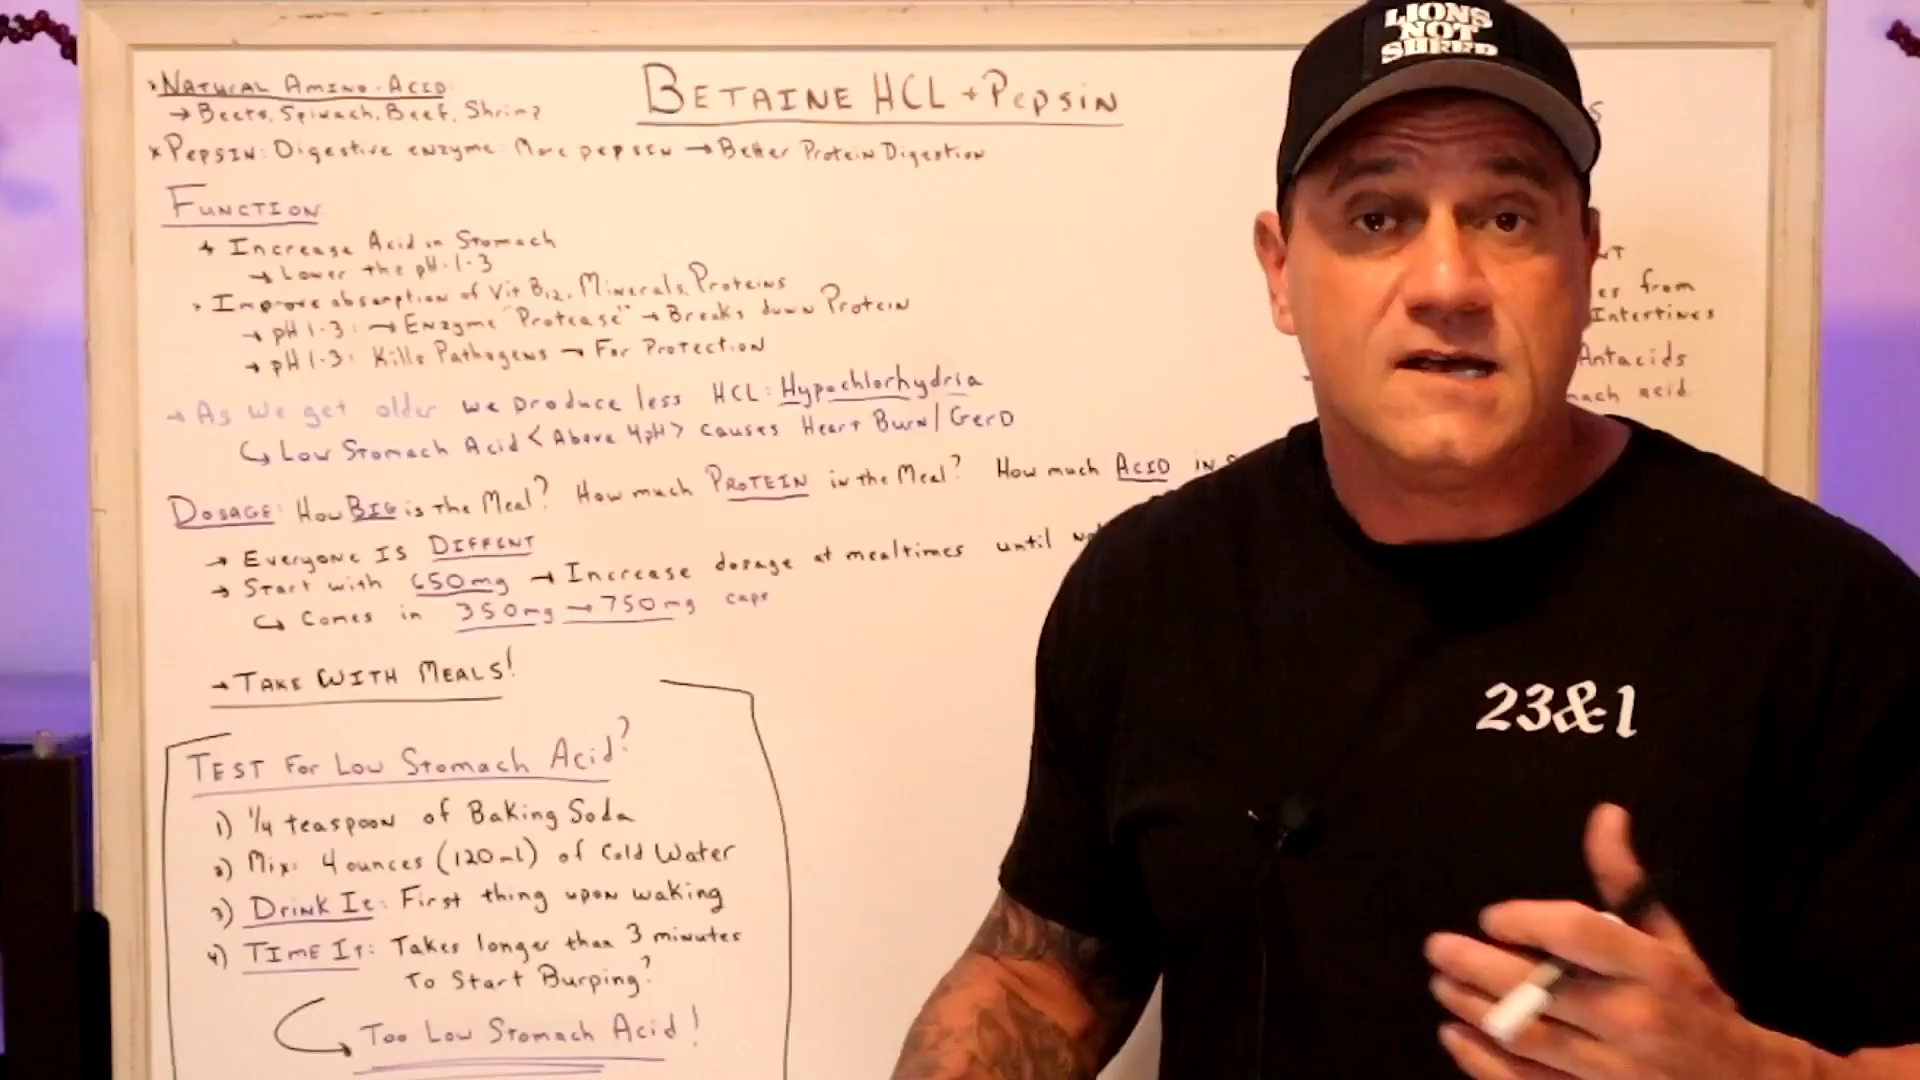 NATURAL AMINO-ACID:
→ Beets, Spinach, Beef, Shrimp
BETAINE HCL + PEPSIN
* PEPSIN: Digestive enzyme: More pepsin → Better Protein Digestion
FUNCTION
Increase Acid in Stomach
→ Lower the pH-1-3
Improve absorption of Vit B12, Minerals, Proteins
→ pH 1-3: → Enzyme "Protease" → Breaks down Protein
→ pH 1-3: Kills Pathogens → For Protection
→ As we get older we produce less HCL: Hypochlorhydria
↳ Low Stomach Acid <Above 4pH> causes Heart Burn/GerD
DOSAGE: How BIG is the Meal? How much PROTEIN in the Meal? How much ACID in
→ EVERYONE IS DIFFENT
→ Start with 650mg → Increase dosage at mealtimes until
↳ Comes in 350mg → 750mg caps
→ TAKE WITH MEALS!
TEST For Low Stomach Acid?
1) 1/4 teaspoon of Baking Soda
2) Mix: 4 ounces (120ml) of Cold Water
3) Drink It: First thing upon waking
4) TIME IT: Takes longer than 3 minutes
To Start Burping?
Too Low Stomach Acid!
from
Intertines
Antacids
acid
LIONS
NOT
SHEEP
23&1